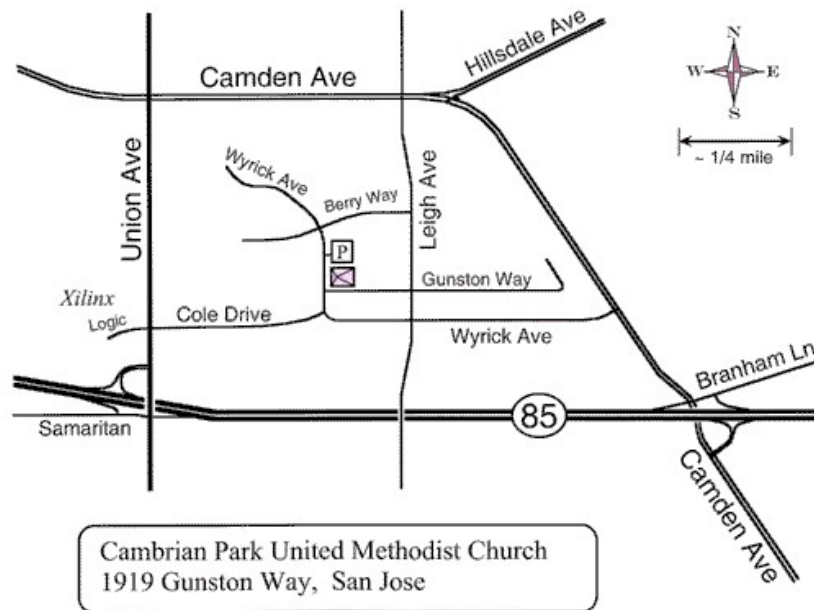 Hillsdale Ave
N
W E
S
Camden Ave
~ 1/4 mile
Union Ave
Wyrick Ave
Berry Way
Leigh Ave
P
Gunston Way
Xilinx
Logic
Cole Drive
Wyrick Ave
Branham Ln
Samaritan
85
Camden Ave
Cambrian Park United Methodist Church
1919 Gunston Way, San Jose